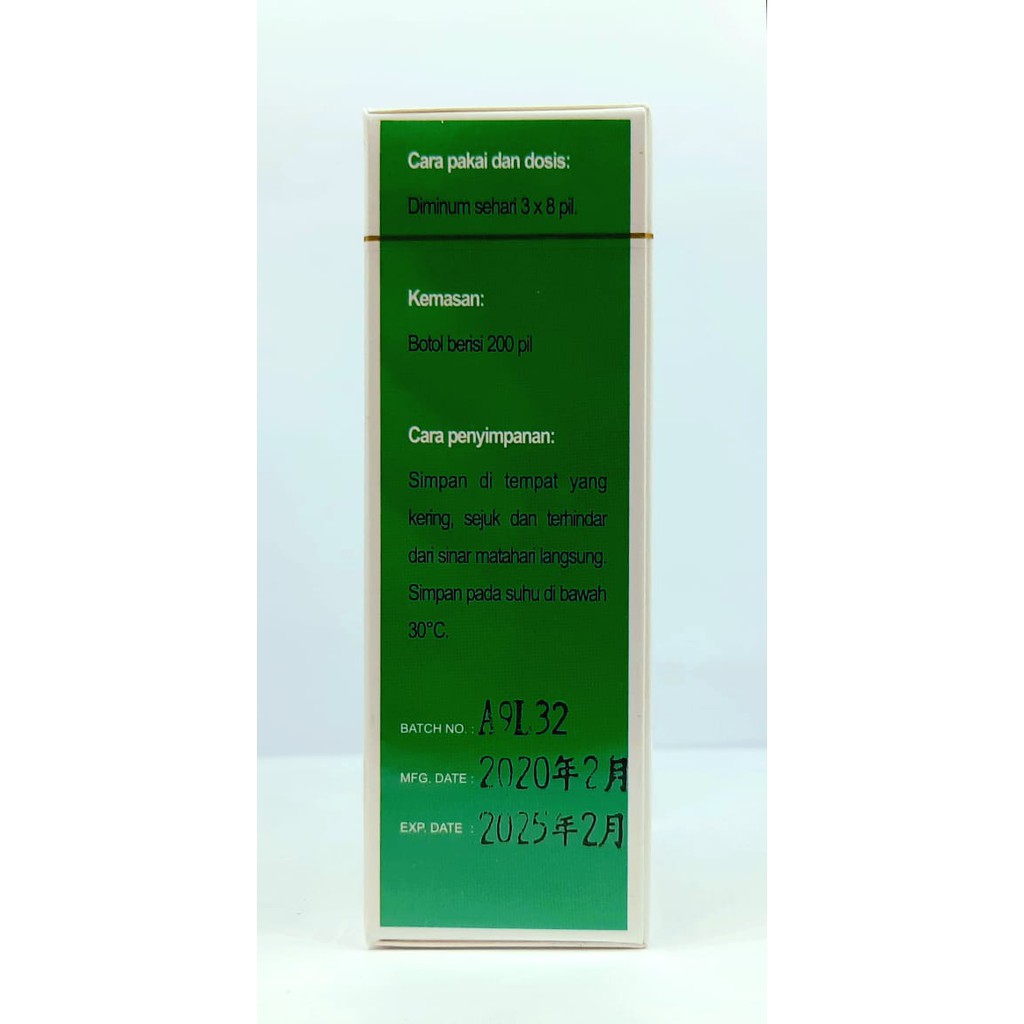 Cara pakai dan dosis:
Diminum sehari 3 x 8 pil.
Kemasan:
Botol berisi 200 pil
Cara penyimpanan:
Simpan di tempat yang
kering, sejuk dan terhindar
dari sinar matahari langsung.
Simpan pada suhu di bawah
30°C.
BATCH NO. : A9L32
MFG. DATE : 2020年2月
EXP. DATE : 2025年2月